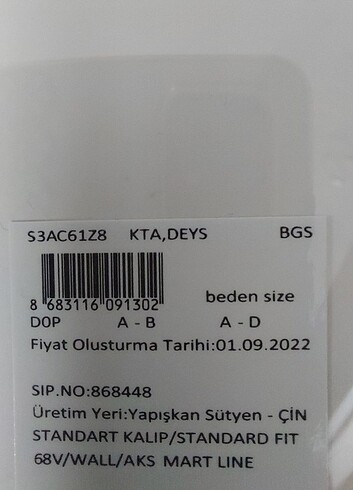 S3AC61Z8 KTA,DEYS BGS
8 683116 091302
beden size
D0P A - B A - D
Fiyat Olusturma Tarihi:01.09.2022
SIP.NO:868448
Üretim Yeri:Yapışkan Sütyen - ÇİN
STANDART KALIP/STANDARD FIT
68V/WALL/AKS MART LINE